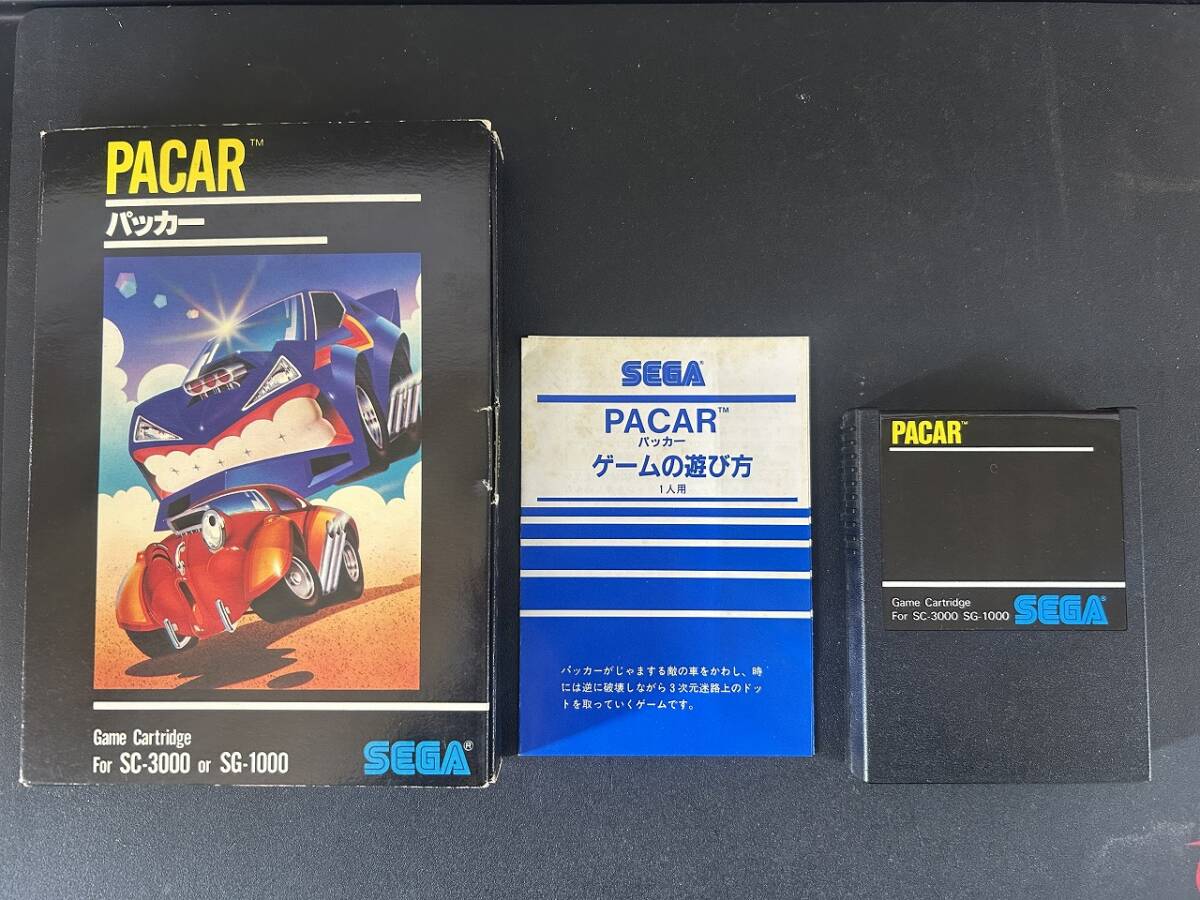 PACAR™
パッカー
Game Cartridge
For SC-3000 or SG-1000
SEGA®
SEGA®
PACAR™
パッカー
ゲームの遊び方
1人用
パッカーがじゃまする敵の車をかわし、時
には逆に破壊しながら3次元迷路上のドッ
トを取っていくゲームです。
PACAR™
Game Cartridge
For SC-3000 SG-1000
SEGA®